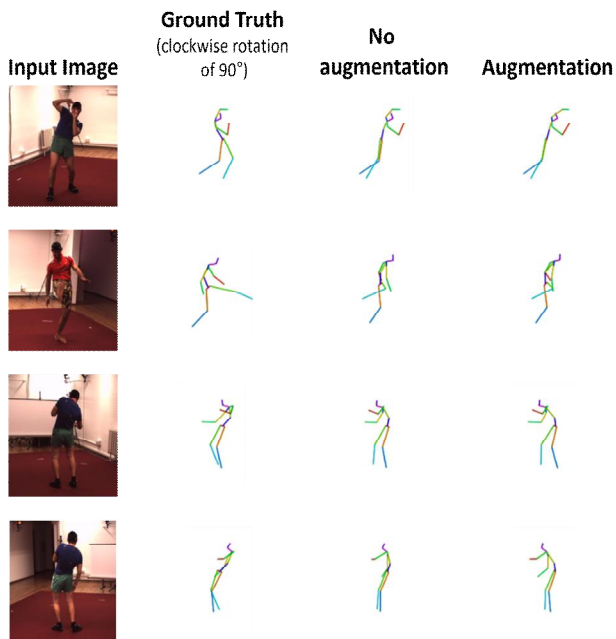 Ground Truth
(clockwise rotation
of 90°)
No
augmentation
Input Image
Augmentation